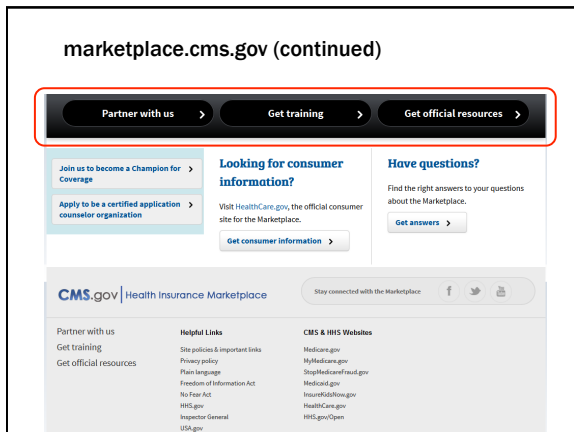 marketplace.cms.gov (continued)
Partner with us
Get training
Get official resources
Join us to become a Champion for
Coverage
Apply to be a certified application
counselor organization
Looking for consumer
information?
Visit HealthCare.gov, the official consumer
site for the Marketplace.
Get consumer information
Have questions?
Find the right answers to your questions
about the Marketplace.
Get answers
CMS.gov Health Insurance Marketplace
Stay connected with the Marketplace
Partner with us
Get training
Get official resources
Helpful Links
Site policies & important links
Privacy policy
Plain language
Freedom of Information Act
No Fear Act
HHS.gov
Inspector General
USA.gov
CMS & HHS Websites
Medicare.gov
MyMedicare.gov
StopMedicareFraud.gov
Medicaid.gov
InsureKidsNow.gov
HealthCare.gov
HHS.gov/Open